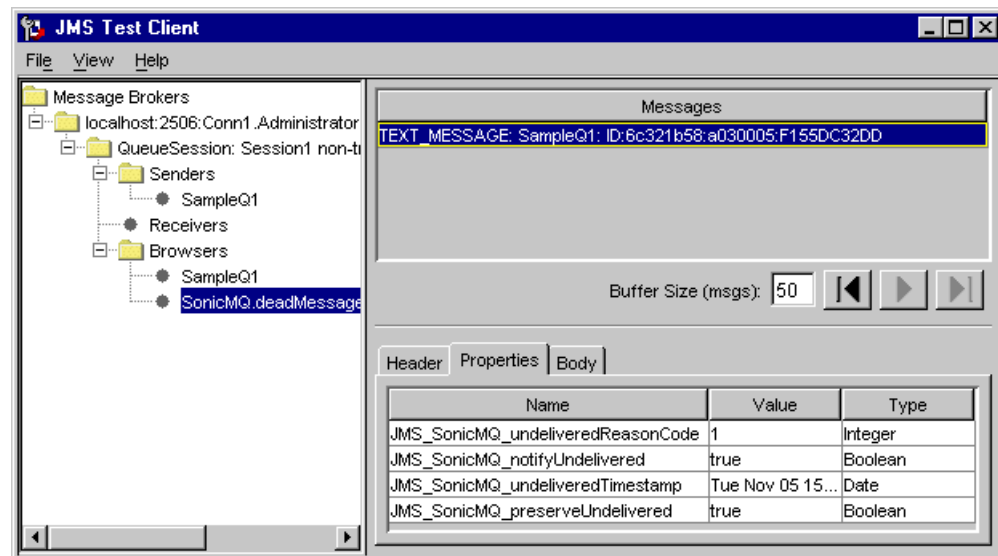 JMS Test Client
File View Help
Message Brokers
localhost:2506:Conn1.Administrator
QueueSession: Session1 non-t
Senders
SampleQ1
Receivers
Browsers
SampleQ1
SonicMQ.deadMessage
Messages
TEXT_MESSAGE: SampleQ1: ID:6c321b58:a030005:F155DC32DD
Buffer Size (msgs): 50
Header Properties Body
Name Value Type
JMS_SonicMQ_undeliveredReasonCode 1 Integer
JMS_SonicMQ_notifyUndelivered true Boolean
JMS_SonicMQ_undeliveredTimestamp Tue Nov 05 15... Date
JMS_SonicMQ_preserveUndelivered true Boolean